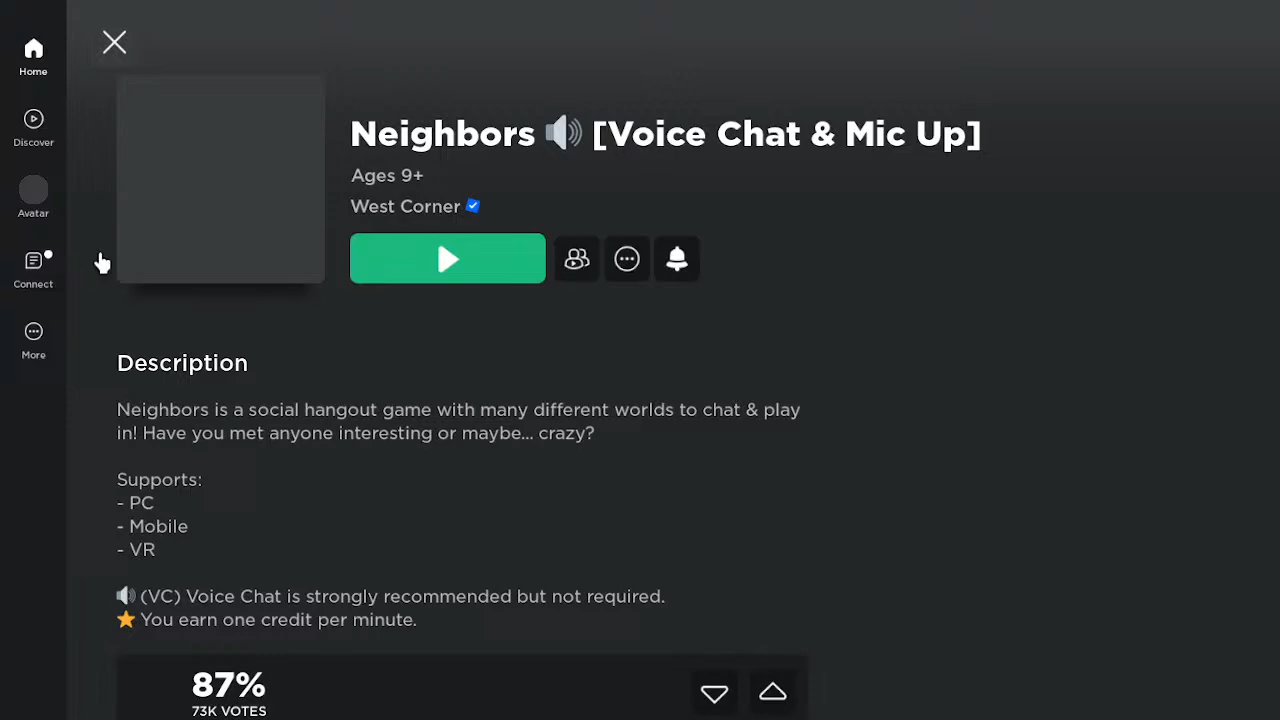 Home
Discover
Avatar
Connect
More
Neighbors 🔊 [Voice Chat & Mic Up]
Ages 9+
West Corner
Description
Neighbors is a social hangout game with many different worlds to chat & play
in! Have you met anyone interesting or maybe... crazy?
Supports:
- PC
- Mobile
- VR
🔊 (VC) Voice Chat is strongly recommended but not required.
⭐ You earn one credit per minute.
87%
73K VOTES